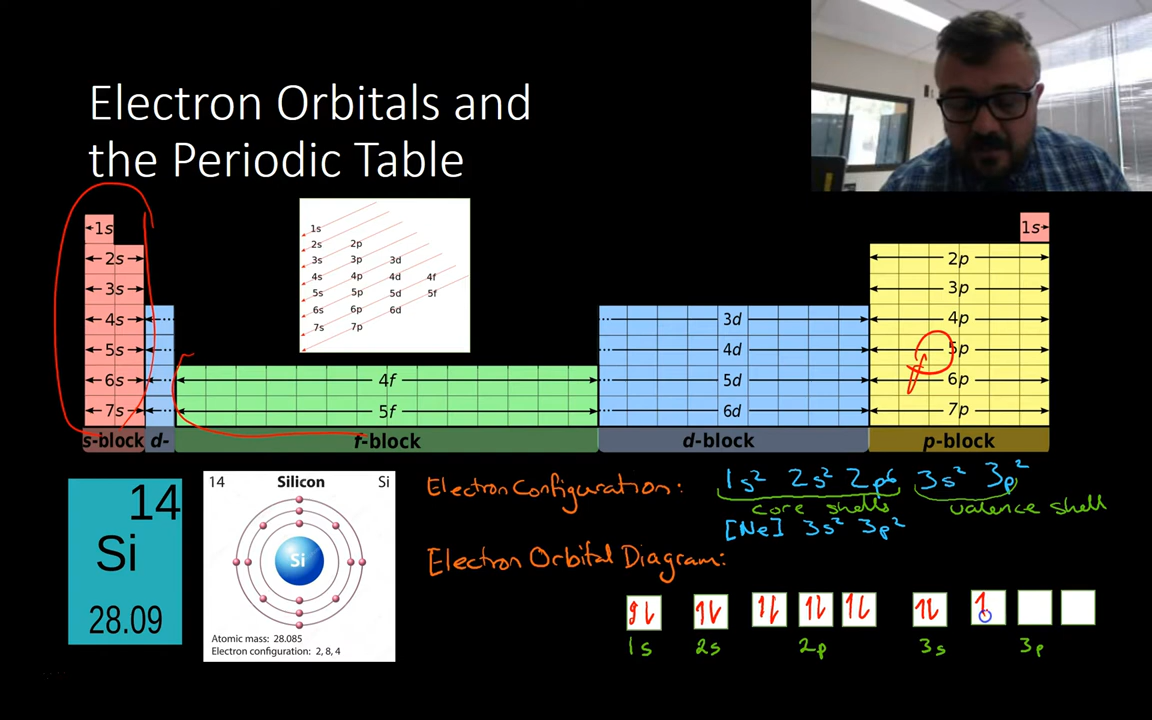 Electron Orbitals and
the Periodic Table
1s
2s 2p
3s 3p 3d
4s 4p 4d 4f
5s 5p 5d 5f
6s 6p 6d
7s 7p
1s
2s
3s
4s
5s
6s
7s
4f
5f
3d
4d
5d
6d
1s
2p
3p
4p
5p
6p
7p
s-block d- f-block d-block p-block
14
Si
28.09
14 Silicon Si
Si
Atomic mass: 28.085
Electron configuration: 2, 8, 4
Electron Configuration: 1s² 2s² 2p⁶ 3s² 3p²
core shells valence shell
[Ne] 3s² 3p²
Electron Orbital Diagram:
1s 2s 2p 3s 3p